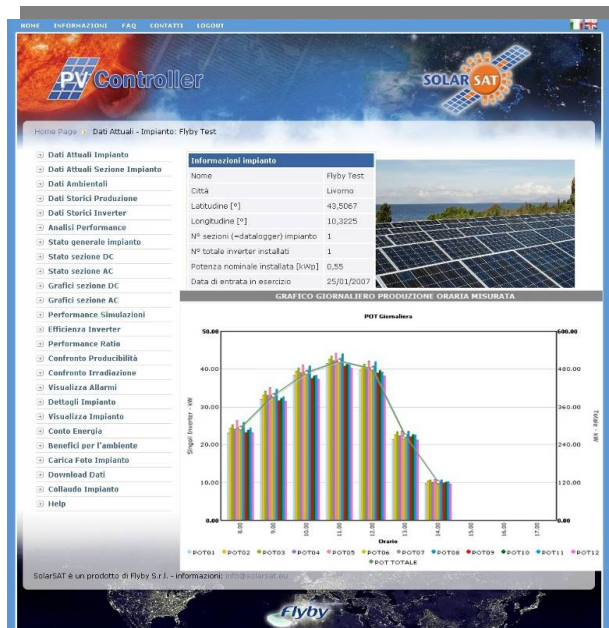 HOME INFORMAZIONI FAQ CONTATTI LOGOUT
PV Controller
SOLAR SAT
Home Page Dati Attuali - Impianto: Flyby Test
Dati Attuali Impianto
Dati Attuali Sezione Impianto
Dati Ambientali
Dati Storici Produzione
Dati Storici Inverter
Analisi Performance
Stato generale impianto
Stato sezione DC
Stato sezione AC
Grafici sezione DC
Grafici sezione AC
Performance Simulazioni
Efficienza Inverter
Performance Ratio
Confronto Producibilità
Confronto Irradiazione
Visualizza Allarmi
Dettagli Impianto
Visualizza Impianto
Conto Energia
Benefici per l'ambiente
Carica Foto Impianto
Download Dati
Collaudo Impianto
Help
Informazioni impianto
Nome Flyby Test
Città Livorno
Latitudine [º] 43,5067
Longitudine [º] 10,3225
Nº sezioni (=datalogger) impianto 1
Nº totale inverter installati 1
Potenza nominale installata [kWp] 0,55
Data di entrata in esercizio 25/01/2007
GRAFICO GIORNALIERO PRODUZIONE ORARIA MISURATA
POT Giornaliera
50.00 600.00
40.00 480.00
30.00 360.00
20.00 240.00
10.00 120.00
0.00 0.00
Singoli Inverter - kW
Totale - kW
8.00 9.00 10.00 11.00 12.00 13.00 14.00 15.00 16.00 17.00
Orario
POT01 POT02 POT03 POT04 POT05 POT06 POT07 POT08 POT09 POT10 POT11 POT12
POT TOTALE
SolarSAT è un prodotto di Flyby S.r.l. - informazioni: info@solarsat.eu
Flyby